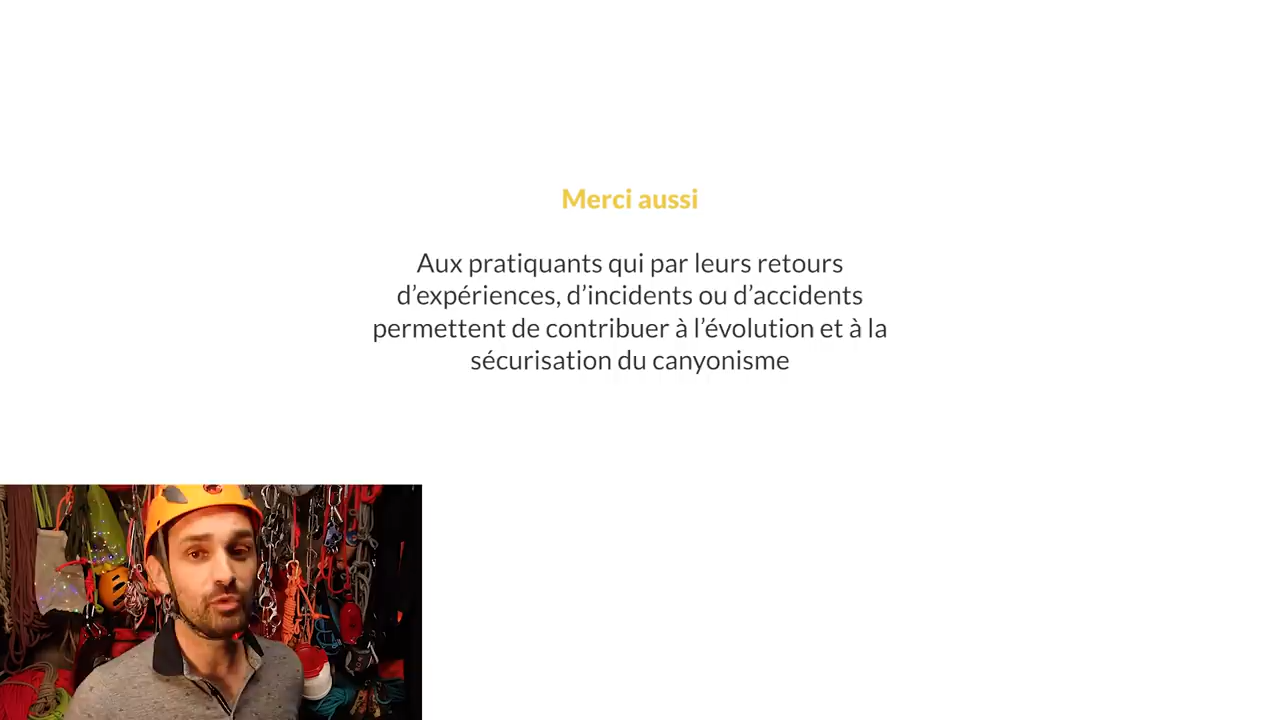 Merci aussi
Aux pratiquants qui par leurs retours
d’expériences, d’incidents ou d’accidents
permettent de contribuer à l’évolution et à la
sécurisation du canyonisme